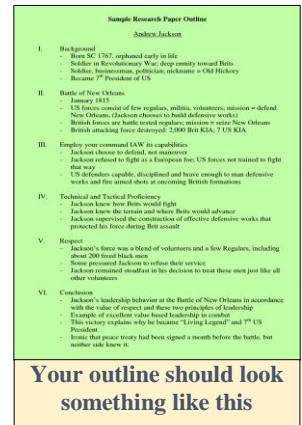 Sample Research Paper Outline
Andrew Jackson
I. Background
- Born SC 1767, orphaned early in life
- Soldier in Revolutionary War; deep enmity toward Brits
- Soldier, businessman, politician; nickname = Old Hickory
- Became 7th President of US
II. Battle of New Orleans
- January 1815
- US forces consist of few regulars, militia, volunteers; mission = defend
New Orleans, (Jackson chooses to build defensive works)
- British forces are battle tested regulars; mission = seize New Orleans
- British attacking force destroyed: 2,000 Brit KIA; 7 US KIA
III. Employ your command IAW its capabilities
- Jackson choose to defend, not maneuver
- Jackson refused to fight as a European foe; US forces not trained to fight
that way
- US defenders capable, disciplined and brave enough to man defensive
works and fire aimed shots at oncoming British formations
IV. Technical and Tactical Proficiency
- Jackson knew how Brits would fight
- Jackson knew the terrain and where Brits would advance
- Jackson supervised the construction of effective defensive works that
protected his force during Brit assault
V. Respect
- Jackson's force was a blend of volunteers and a few Regulars, including
about 200 freed black men
- Some pressured Jackson to refuse their service
- Jackson remained steadfast in his decision to treat these men just like all
other volunteers
VI. Conclusion
- Jackson's leadership behavior at the Battle of New Orleans in accordance
with the value of respect and these two principles of leadership
- Example of excellent value based leadership in combat
- This victory explains why he became "Living Legend" and 7th US
President
- Ironic that peace treaty had been signed a month before the battle, but
neither side knew it.
Your outline should look
something like this